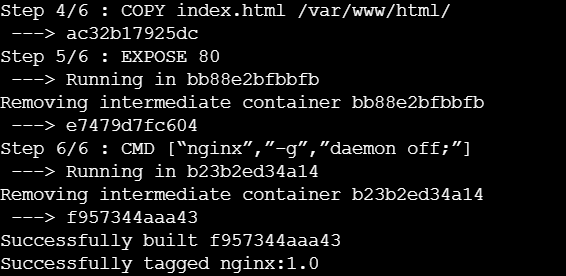 Step 4/6 : COPY index.html /var/www/html/
---> ac32b17925dc
Step 5/6 : EXPOSE 80
---> Running in bb88e2bfbbfb
Removing intermediate container bb88e2bfbbfb
---> e7479d7fc604
Step 6/6 : CMD [“nginx”,”-g”,”daemon off;”]
---> Running in b23b2ed34a14
Removing intermediate container b23b2ed34a14
---> f957344aaa43
Successfully built f957344aaa43
Successfully tagged nginx:1.0